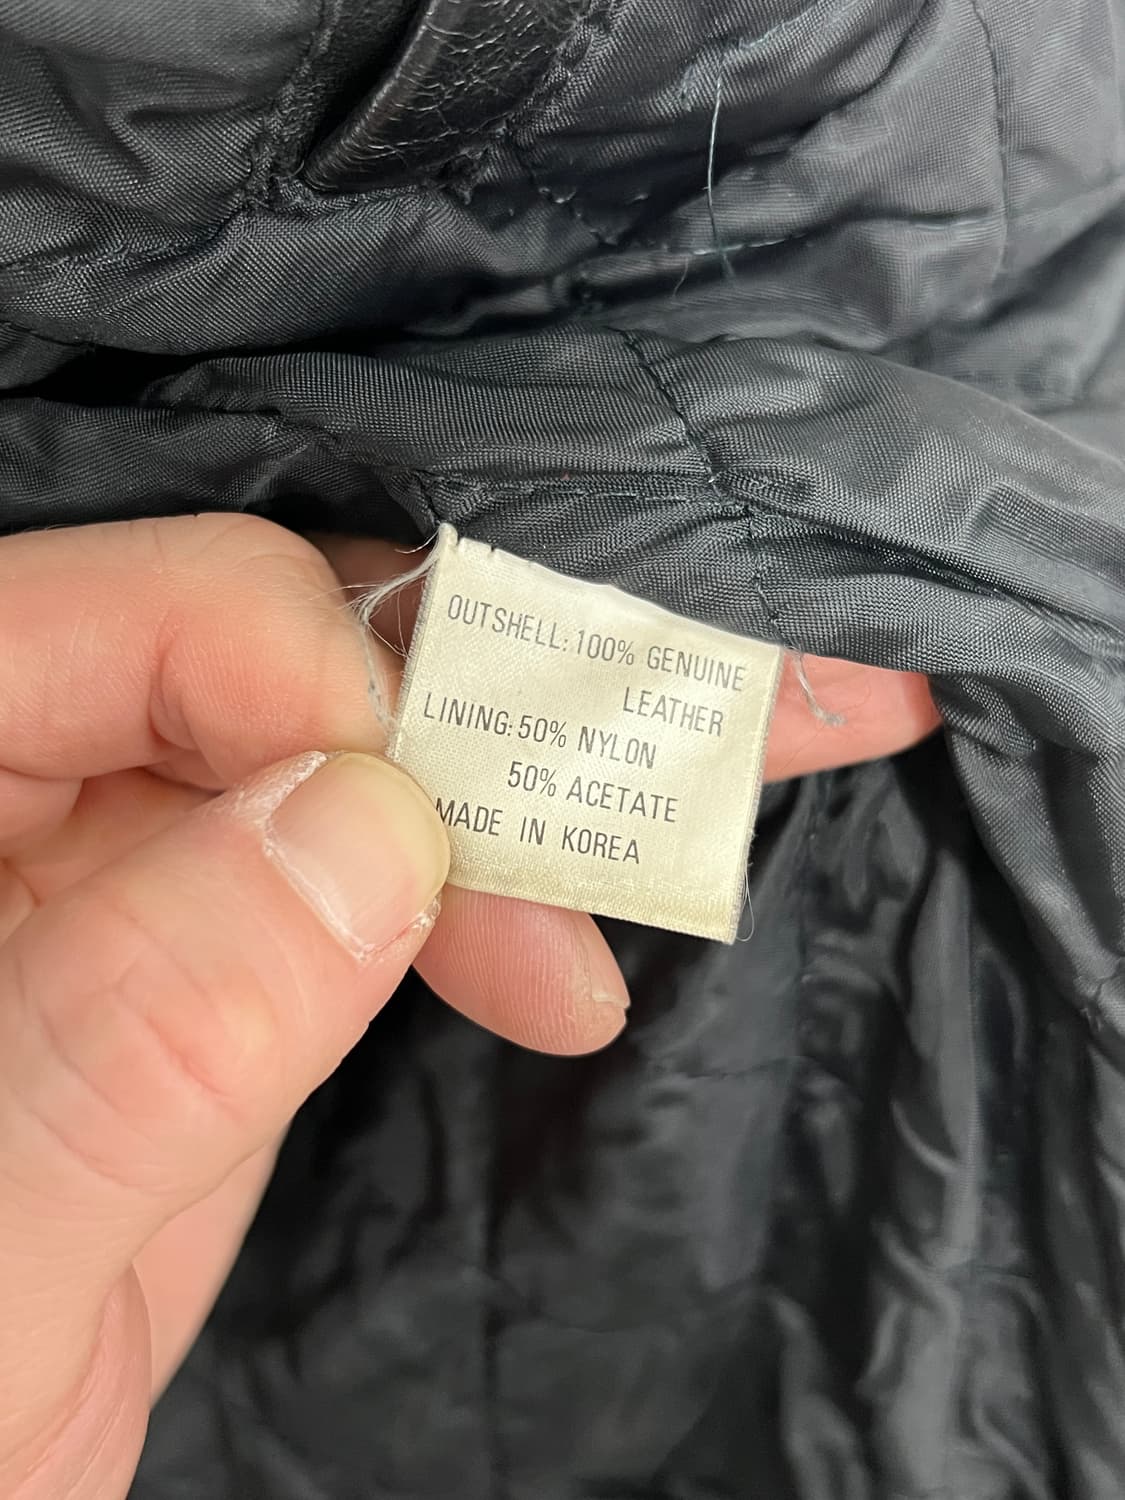 OUTSHELL: 100% GENUINE
LEATHER
LINING: 50% NYLON
50% ACETATE
MADE IN KOREA